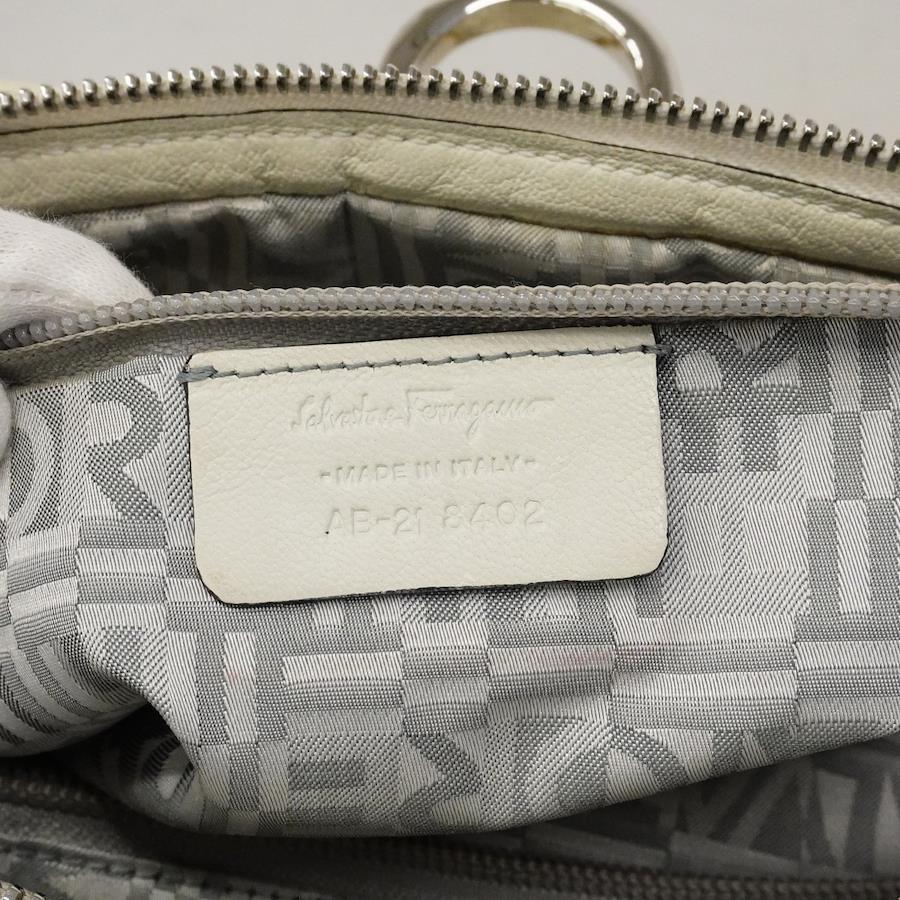 Salvatore Ferragamo
-MADE IN ITALY-
AB-21 8402